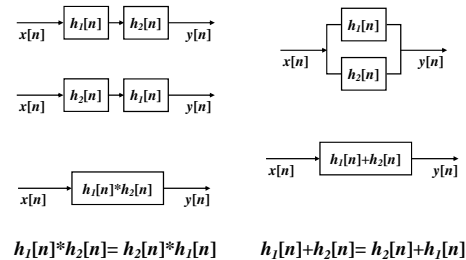 h₁[n] h₂[n]
x[n] y[n]
h₂[n] h₁[n]
x[n] y[n]
h₁[n]*h₂[n]
x[n] y[n]
h₁[n]*h₂[n]= h₂[n]*h₁[n]
h₁[n]
x[n] y[n]
h₂[n]
h₁[n]+h₂[n]
x[n] y[n]
h₁[n]+h₂[n]= h₂[n]+h₁[n]